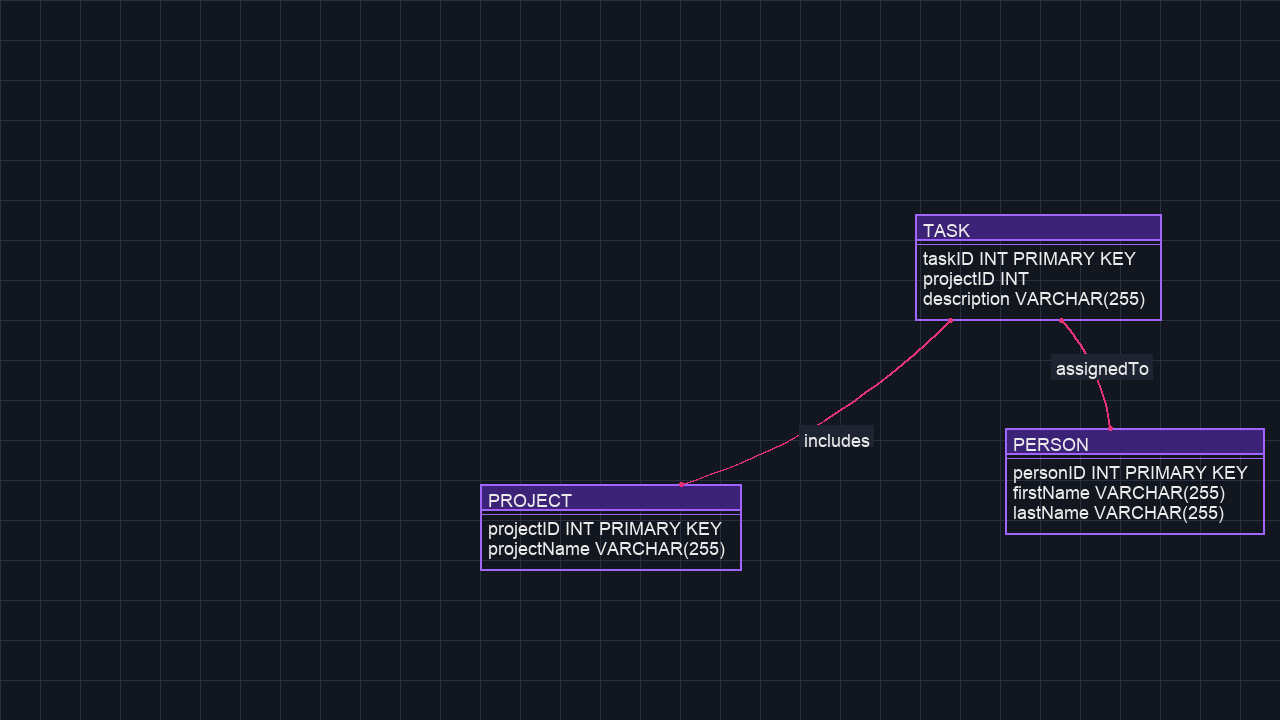 TASK
taskID INT PRIMARY KEY
projectID INT
description VARCHAR(255)
assignedTo
includes
PERSON
personID INT PRIMARY KEY
firstName VARCHAR(255)
lastName VARCHAR(255)
PROJECT
projectID INT PRIMARY KEY
projectName VARCHAR(255)